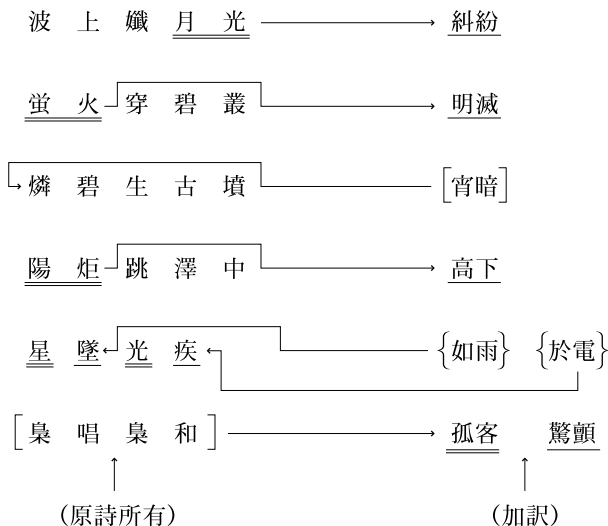 波上孅月光 糾紛
蛍火穿碧叢 明滅
燐碧生古墳 [宵暗]
陽炬跳澤中 高下
星墜光疾 {如雨} {於電}
[梟唱梟和] 孤客 驚顫
(原詩所有) (加訳)